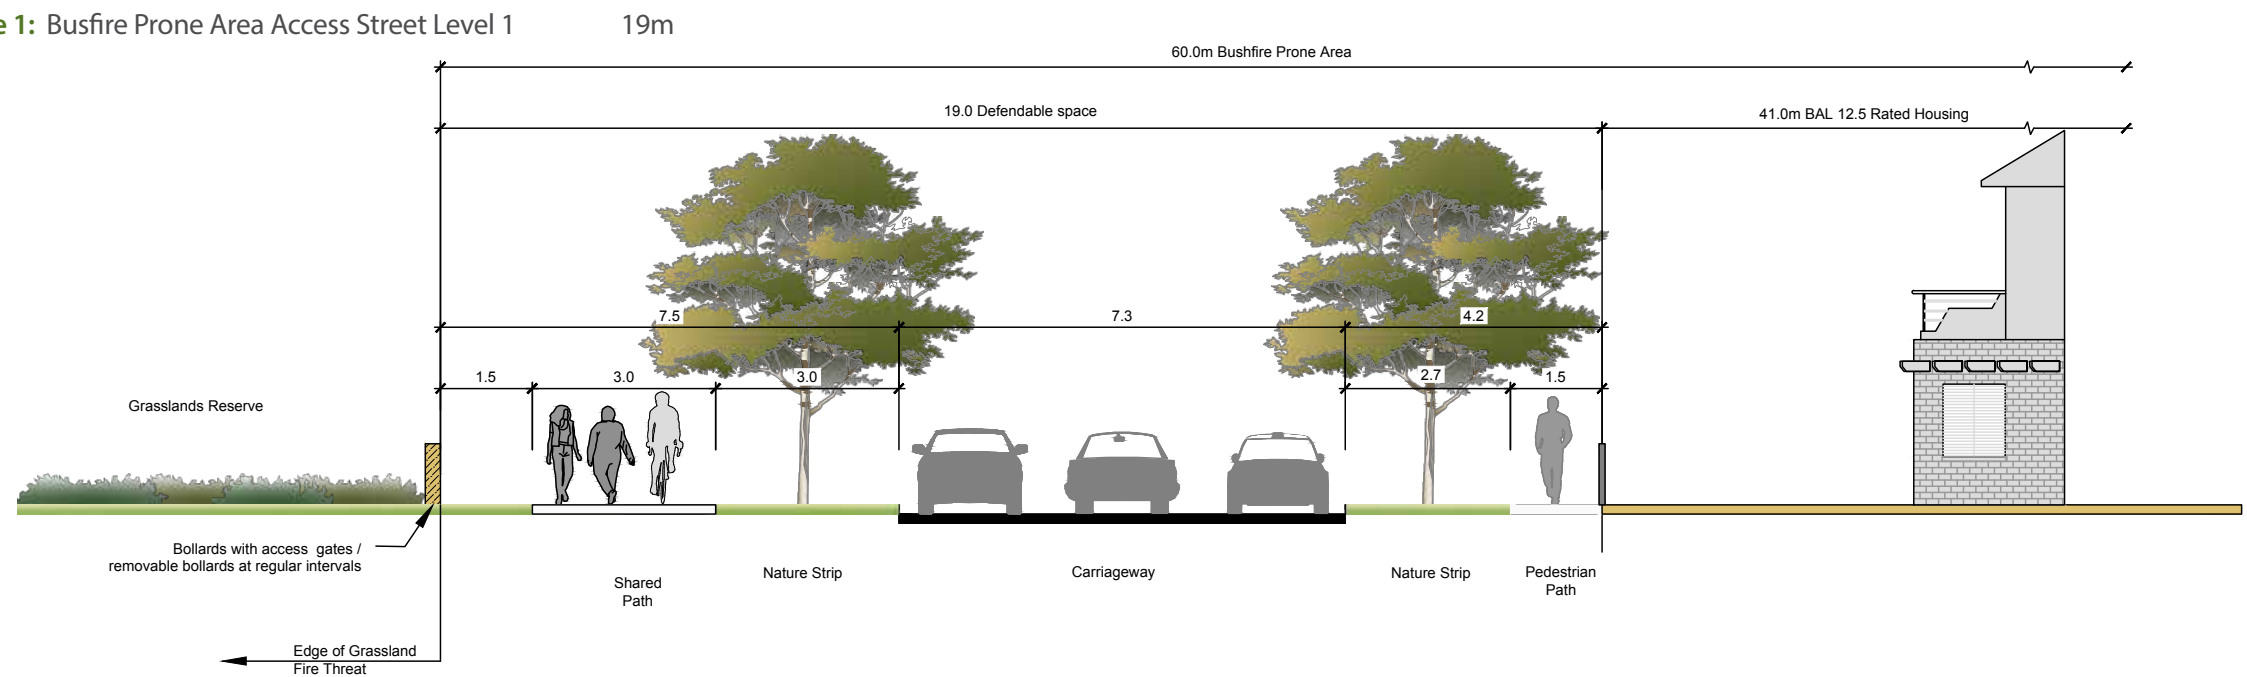 e 1: Busfire Prone Area Access Street Level 1 19m
60.0m Bushfire Prone Area
19.0 Defendable space
41.0m BAL 12.5 Rated Housing
7.5 7.3 4.2
1.5 3.0 3.0 2.7 1.5
Grasslands Reserve
Bollards with access gates /
removable bollards at regular intervals
Shared
Path
Nature Strip
Carriageway
Nature Strip
Pedestrian
Path
Edge of Grassland
Fire Threat